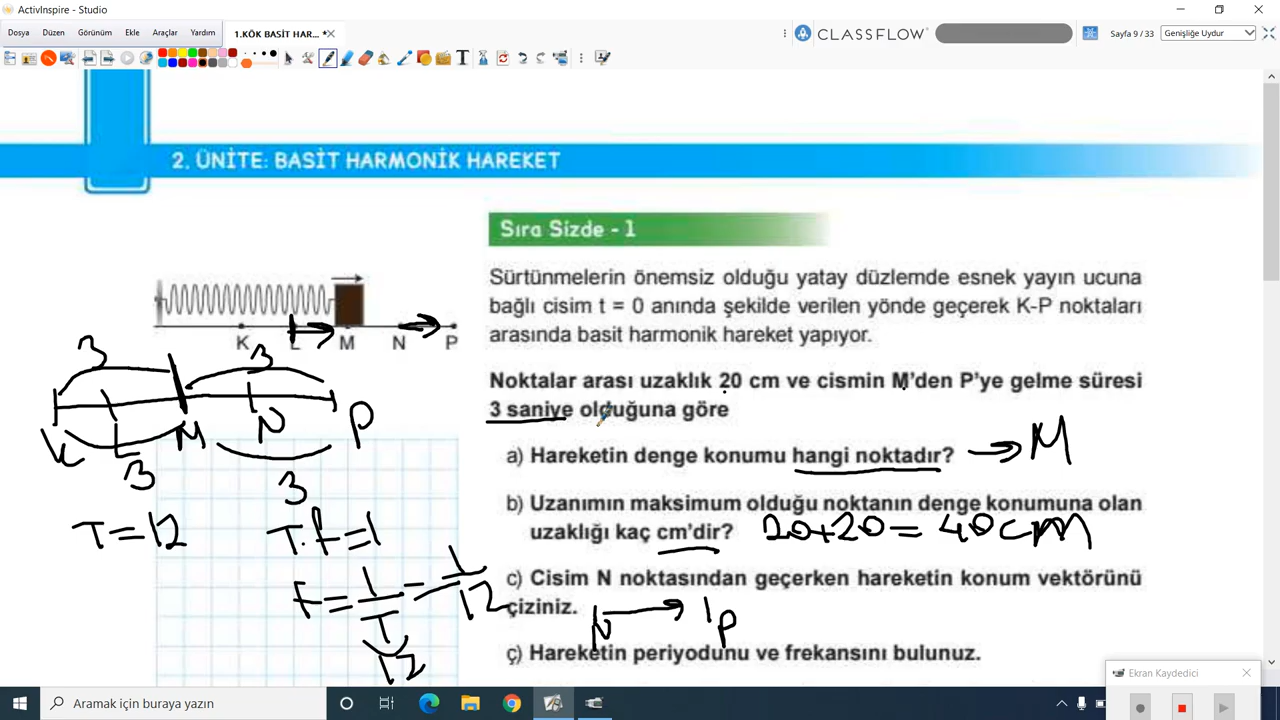 ActivInspire - Studio
Dosya Düzen Görünüm Ekle Araçlar Yardım
1.KÖK BASİT HAR... *
CLASSFLOW
Sayfa 9 / 33
Genişliğe Uydur
2. ÜNİTE: BASİT HARMONİK HAREKET
Sıra Sizde - 1
Sürtünmelerin önemsiz olduğu yatay düzlemde esnek yayın ucuna
bağlı cisim t = 0 anında şekilde verilen yönde geçerek K-P noktaları
arasında basit harmonik hareket yapıyor.
K L M N P
Noktalar arası uzaklık 20 cm ve cismin M'den P'ye gelme süresi
3 saniye olduğuna göre
3 3
K L M N P
3 3
a) Hareketin denge konumu hangi noktadır? → M
b) Uzanımın maksimum olduğu noktanın denge konumuna olan
uzaklığı kaç cm'dir? 20+20 = 40 cm
T = 12
T.f = 1
f = 1/T = 1/12
12
c) Cisim N noktasından geçerken hareketin konum vektörünü
çiziniz. N → P
ç) Hareketin periyodunu ve frekansını bulunuz.
Ekran Kaydedici
Aramak için buraya yazın